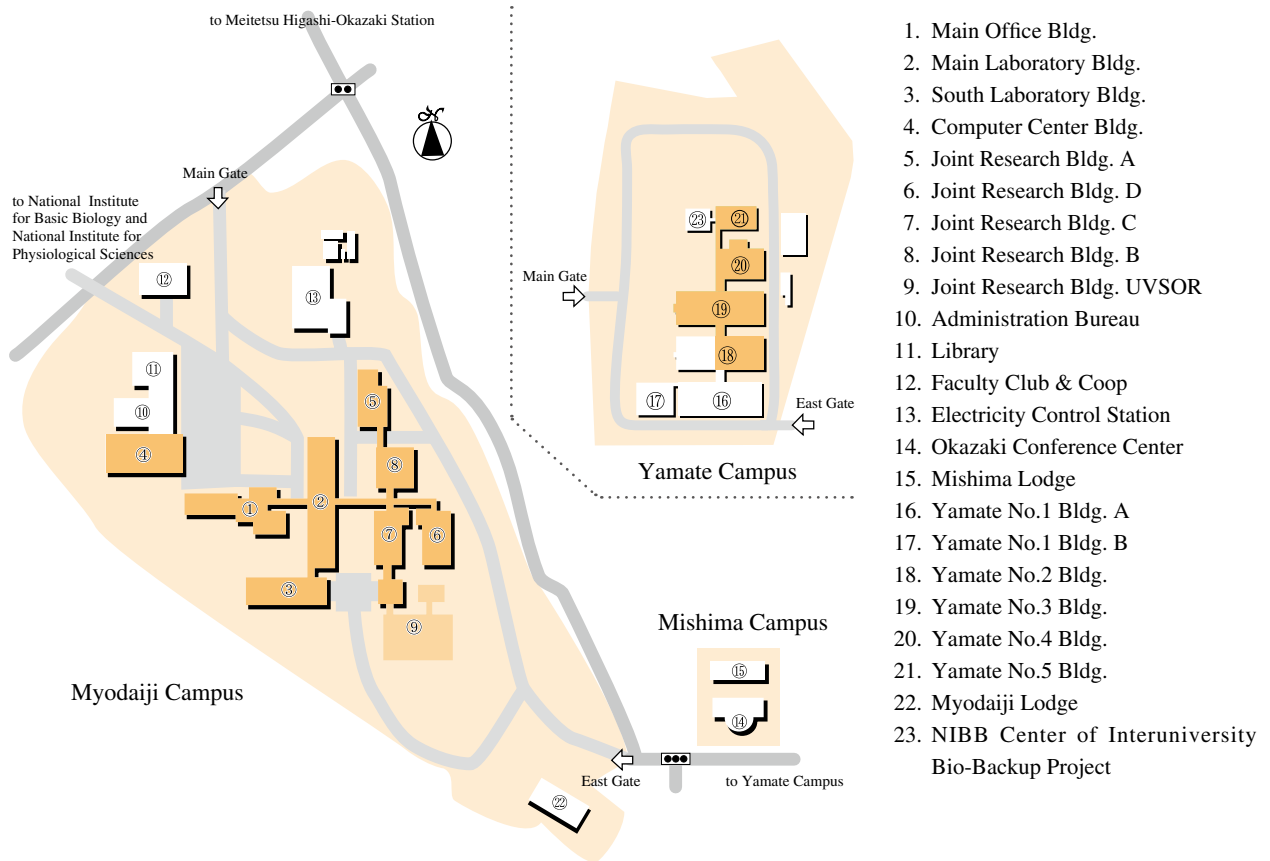 to Meitetsu Higashi-Okazaki Station
Main Gate
to National Institute
for Basic Biology and
National Institute for
Physiological Sciences
N
⑫
⑬
⑪
⑩
④
⑤
⑧
②
①
⑦
⑥
③
⑨
Myodaiji Campus
㉒
East Gate
to Yamate Campus
Mishima Campus
⑮
⑭
Main Gate
㉓
㉑
⑳
⑲
⑱
⑰
⑯
East Gate
Yamate Campus
1. Main Office Bldg.
2. Main Laboratory Bldg.
3. South Laboratory Bldg.
4. Computer Center Bldg.
5. Joint Research Bldg. A
6. Joint Research Bldg. D
7. Joint Research Bldg. C
8. Joint Research Bldg. B
9. Joint Research Bldg. UVSOR
10. Administration Bureau
11. Library
12. Faculty Club & Coop
13. Electricity Control Station
14. Okazaki Conference Center
15. Mishima Lodge
16. Yamate No.1 Bldg. A
17. Yamate No.1 Bldg. B
18. Yamate No.2 Bldg.
19. Yamate No.3 Bldg.
20. Yamate No.4 Bldg.
21. Yamate No.5 Bldg.
22. Myodaiji Lodge
23. NIBB Center of Interuniversity
Bio-Backup Project